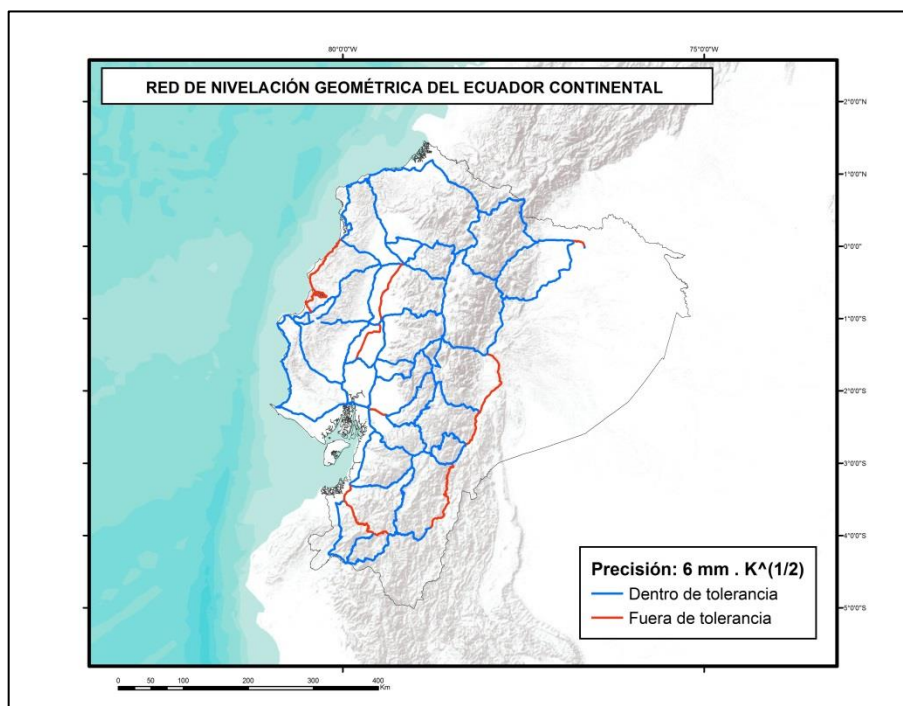 80°0'0"W
75°0'0"W
RED DE NIVELACIÓN GEOMÉTRICA DEL ECUADOR CONTINENTAL
2°0'0"N
1°0'0"N
0°0'0"
1°0'0"S
2°0'0"S
3°0'0"S
4°0'0"S
5°0'0"S
Precisión: 6 mm . K^(1/2)
Dentro de tolerancia
Fuera de tolerancia
0 50 100 200 300 400
Km